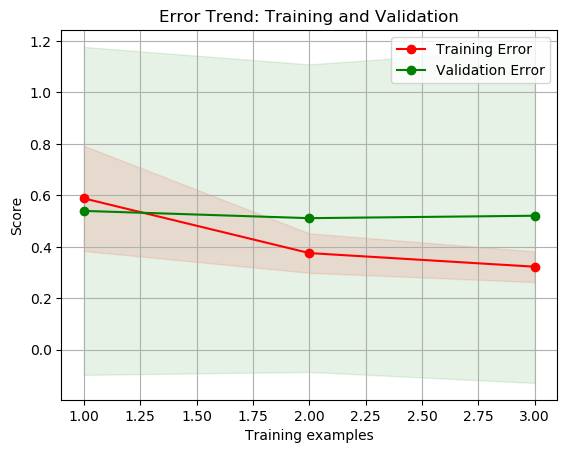 Error Trend: Training and Validation
Training Error
Validation Error
Score
1.2
1.0
0.8
0.6
0.4
0.2
0.0
1.00 1.25 1.50 1.75 2.00 2.25 2.50 2.75 3.00
Training examples